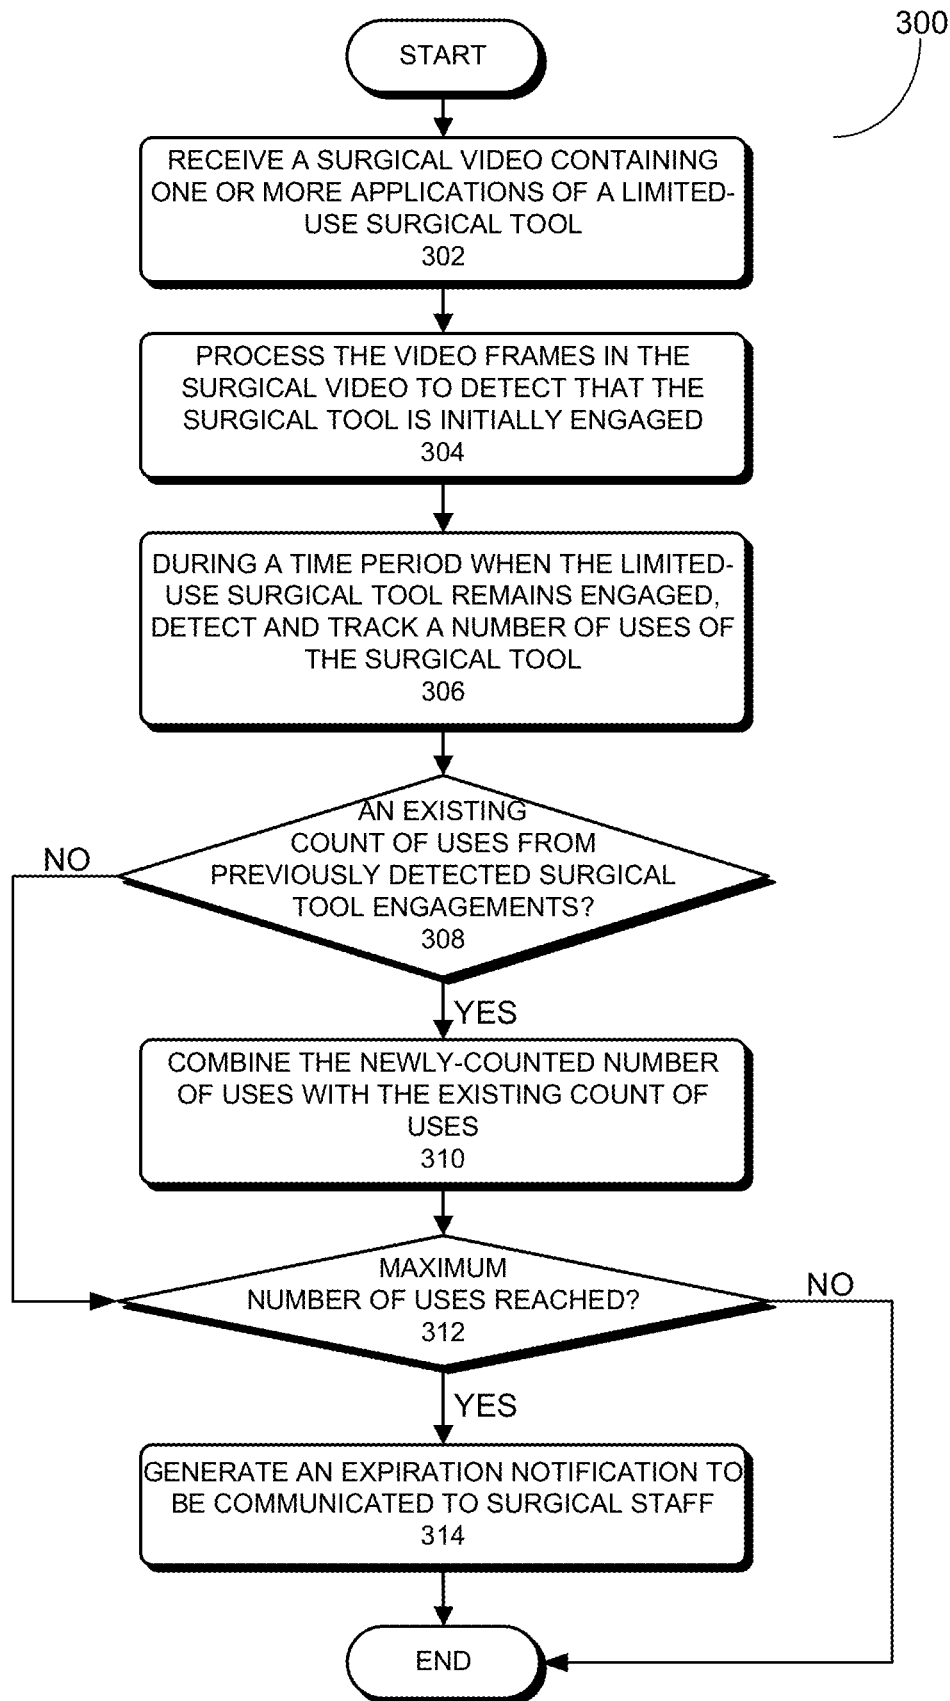 300
START
RECEIVE A SURGICAL VIDEO CONTAINING
ONE OR MORE APPLICATIONS OF A LIMITED-
USE SURGICAL TOOL
302
PROCESS THE VIDEO FRAMES IN THE
SURGICAL VIDEO TO DETECT THAT THE
SURGICAL TOOL IS INITIALLY ENGAGED
304
DURING A TIME PERIOD WHEN THE LIMITED-
USE SURGICAL TOOL REMAINS ENGAGED,
DETECT AND TRACK A NUMBER OF USES OF
THE SURGICAL TOOL
306
AN EXISTING
COUNT OF USES FROM
PREVIOUSLY DETECTED SURGICAL
TOOL ENGAGEMENTS?
308
NO
YES
COMBINE THE NEWLY-COUNTED NUMBER
OF USES WITH THE EXISTING COUNT OF
USES
310
MAXIMUM
NUMBER OF USES REACHED?
312
NO
YES
GENERATE AN EXPIRATION NOTIFICATION TO
BE COMMUNICATED TO SURGICAL STAFF
314
END